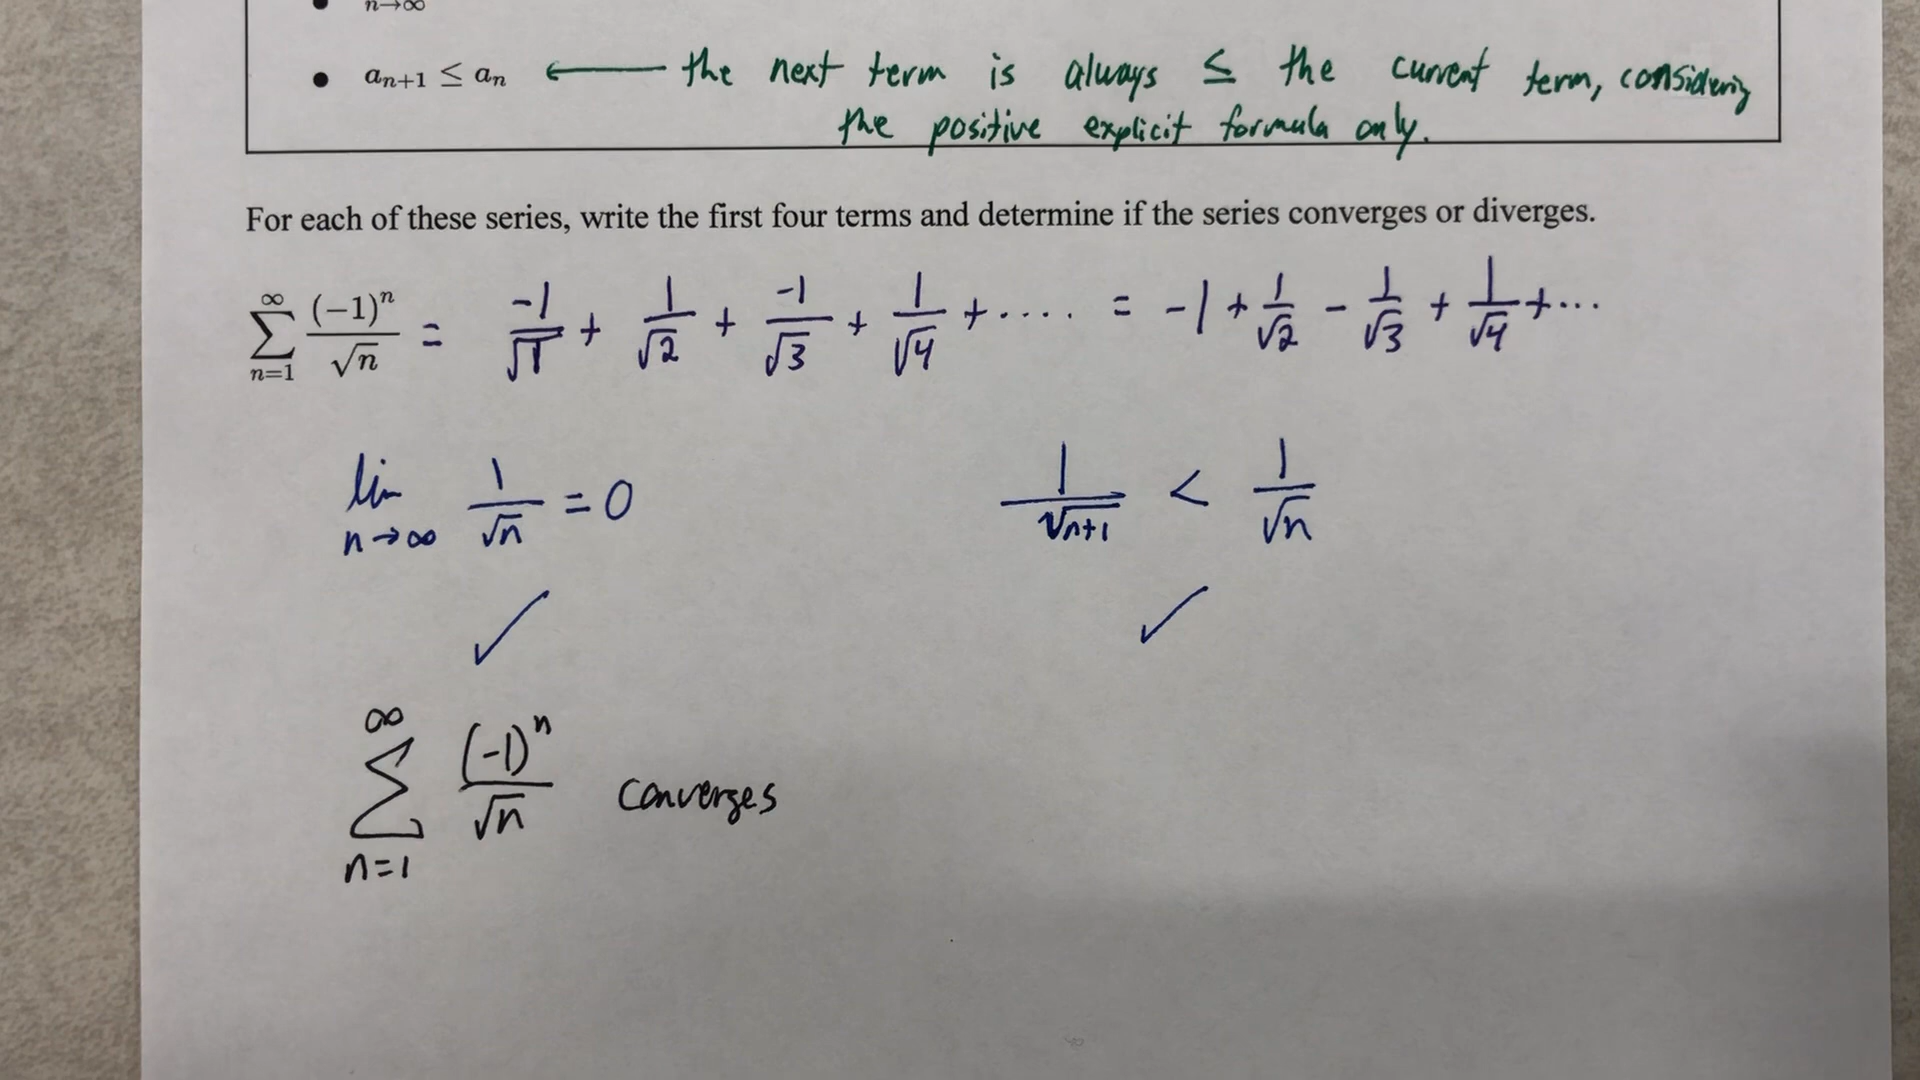 n→∞
• aₙ₊₁ ≤ aₙ ← the next term is always ≤ the current term, considering
the positive explicit formula only.
For each of these series, write the first four terms and determine if the series converges or diverges.
∑_{n=1}^{∞} (−1)ⁿ/√n = −1/√1 + 1/√2 + −1/√3 + 1/√4 + .... = −1 + 1/√2 − 1/√3 + 1/√4 + ...
lim_{n→∞} 1/√n = 0 1/√(n+1) < 1/√n
✓ ✓
∑_{n=1}^{∞} (−1)ⁿ/√n converges